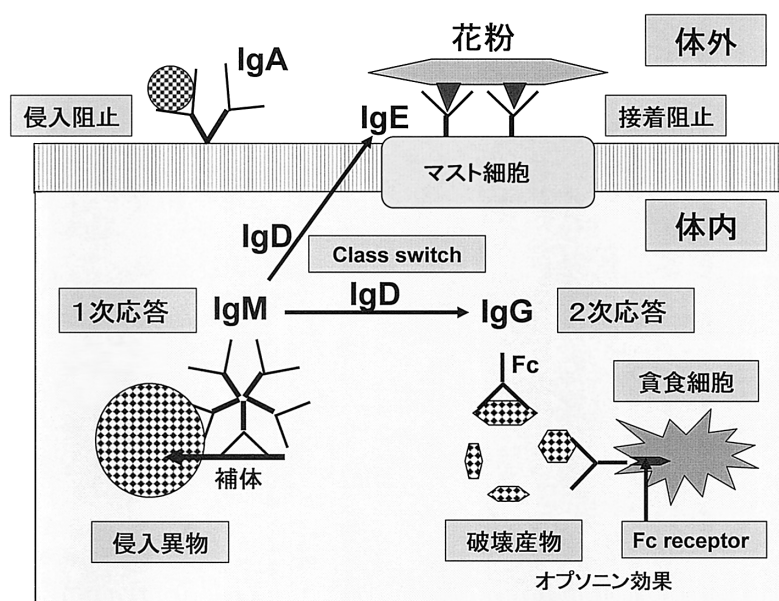 花粉
体外
IgA
侵入阻止
IgE
接着阻止
マスト細胞
体内
IgD
Class switch
1次応答
IgM
IgD
IgG
2次応答
Fc
貪食細胞
補体
侵入異物
破壊産物
Fc receptor
オプソニン効果